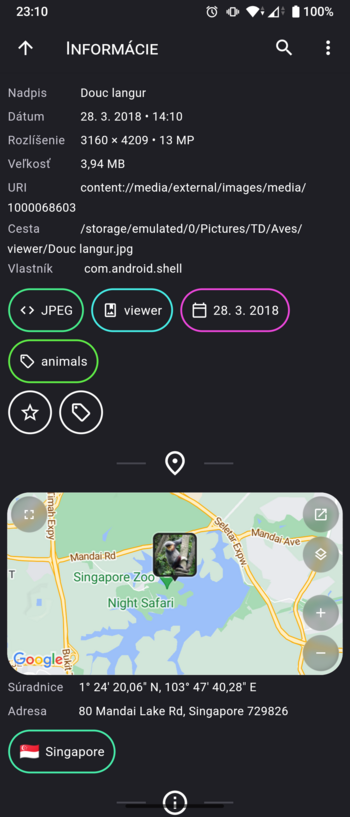 23:10
100%
INFORMÁCIE
Nadpis Douc langur
Dátum 28. 3. 2018 • 14:10
Rozlíšenie 3160 × 4209 • 13 MP
Veľkosť 3,94 MB
URI content://media/external/images/media/
1000068603
Cesta /storage/emulated/0/Pictures/TD/Aves/
viewer/Douc langur.jpg
Vlastník com.android.shell
JPEG viewer 28. 3. 2018
animals
Seletar Expw.
Mandai Rd
Mandai Ave
T
Singapore Zoo
Night Safari
Google
Bukit
Súradnice 1° 24′ 20,06″ N, 103° 47′ 40,28″ E
Adresa 80 Mandai Lake Rd, Singapore 729826
Singapore